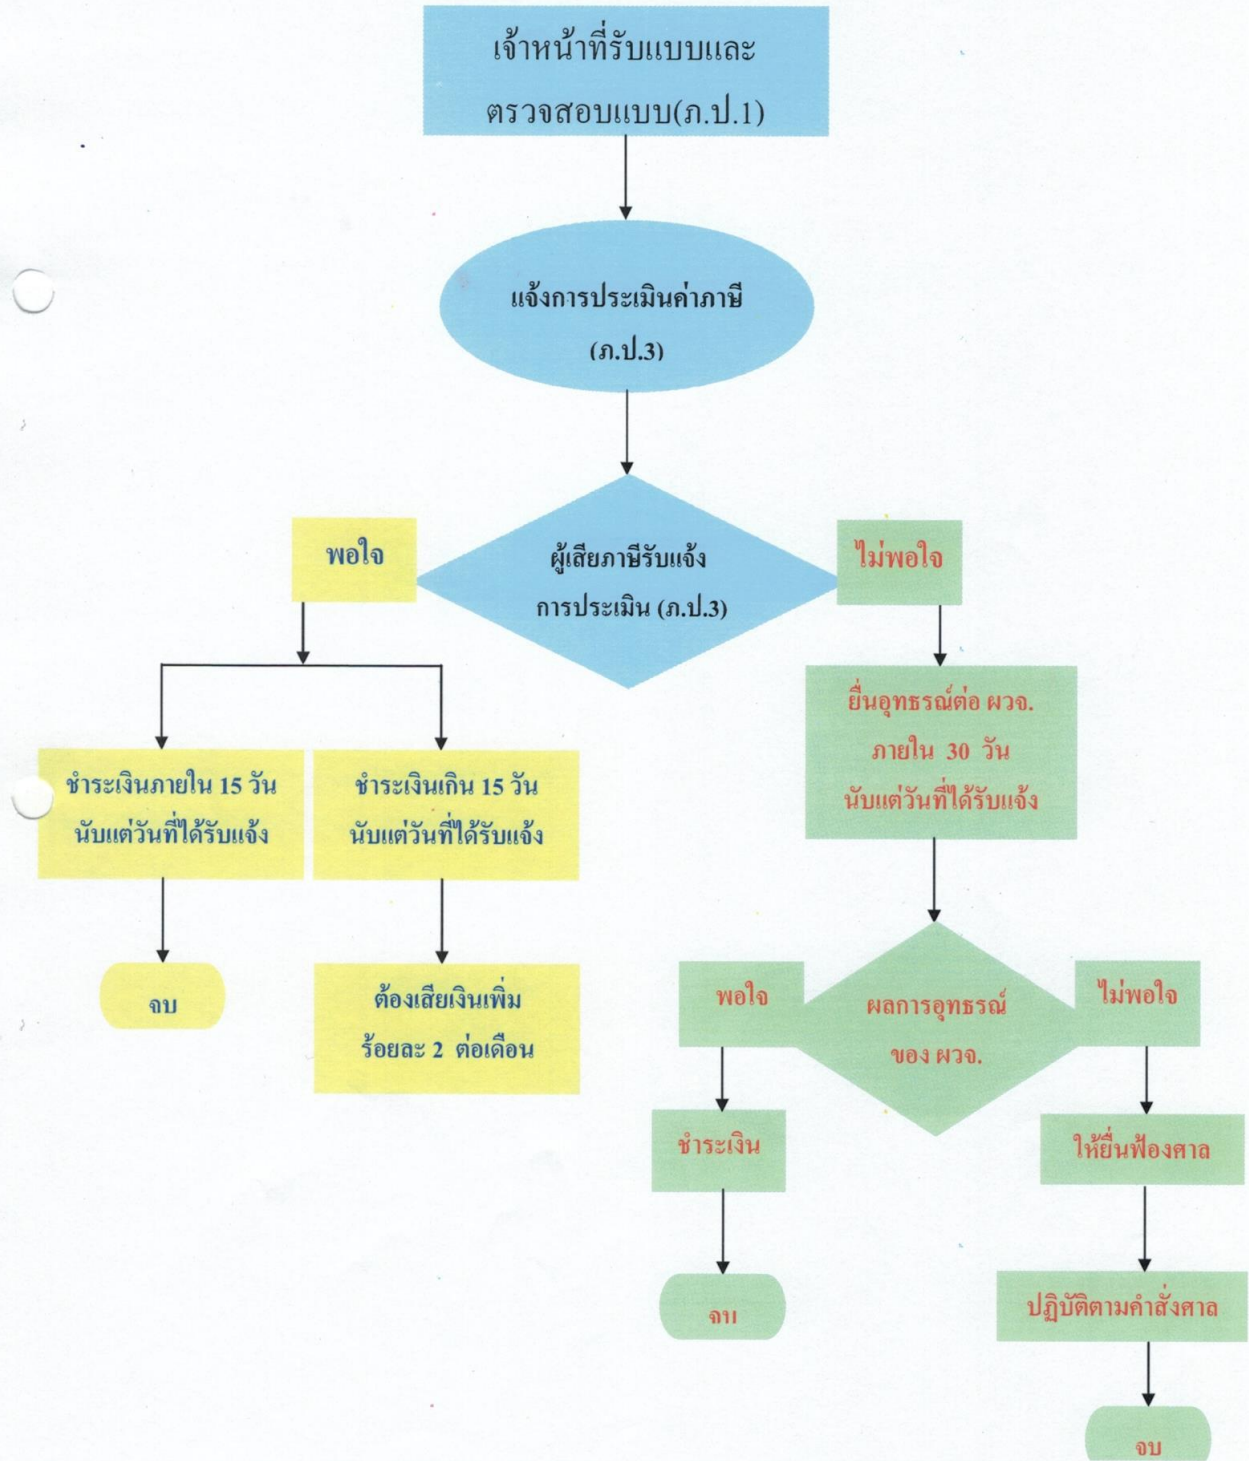 เจ้าหน้าที่รับแบบและ
ตรวจสอบแบบ(ภ.ป.1)
แจ้งการประเมินค่าภาษี
(ภ.ป.3)
ผู้เสียภาษีรับแจ้ง
การประเมิน (ภ.ป.3)
พอใจ
ไม่พอใจ
ชำระเงินภายใน 15 วัน
นับแต่วันที่ได้รับแจ้ง
ชำระเงินเกิน 15 วัน
นับแต่วันที่ได้รับแจ้ง
จบ
ต้องเสียเงินเพิ่ม
ร้อยละ 2 ต่อเดือน
ยื่นอุทธรณ์ต่อ ผวจ.
ภายใน 30 วัน
นับแต่วันที่ได้รับแจ้ง
ผลการอุทธรณ์
ของ ผวจ.
พอใจ
ไม่พอใจ
ชำระเงิน
จบ
ให้ยื่นฟ้องศาล
ปฏิบัติตามคำสั่งศาล
จบ